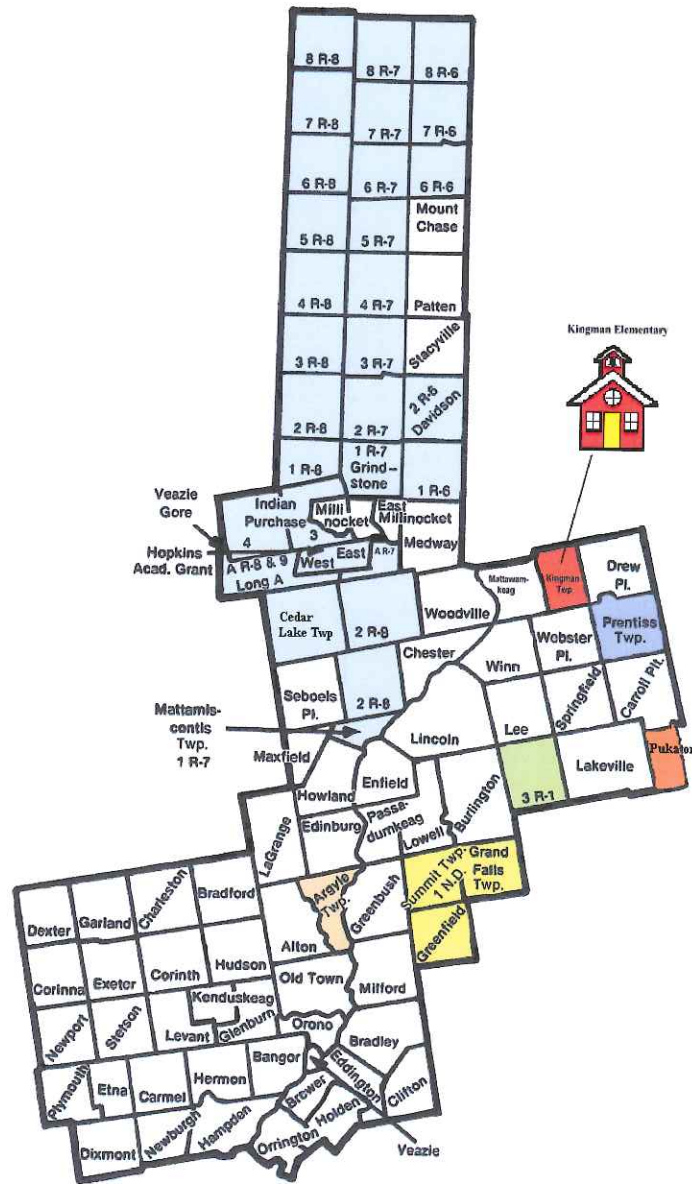 8 R-8
8 R-7
8 R-6
7 R-8
7 R-7
7 R-6
6 R-8
6 R-7
6 R-6
Mount
Chase
5 R-8
5 R-7
4 R-8
4 R-7
Patten
Kingman Elementary
3 R-8
3 R-7
Stacyville
2 R-8
2 R-7
2 R-6
Davidson
1 R-8
1 R-7
Grind-
stone
1 R-6
Veazie
Gore
Indian
Purchase
4
3
Milli
nocket
East
Millinocket
Medway
Hopkins
Acad. Grant
A R-8 & 9
Long A
West
East
A R-7
Mattawam-
keag
Kingman
Twp
Drew
Pl.
Cedar
Lake Twp
2 R-8
Woodville
Chester
Winn
Webster
Pl.
Prentiss
Twp.
Seboeis
Pl.
2 R-8
Springfield
Carroll Plt.
Mattamis-
contis
Twp.
1 R-7
Maxfield
Lincoln
Lee
3 R-1
Lakeville
Pukaton
Howland
Enfield
LaGrange
Edinburg
Passa-
dumkeag
Lowell
Burlington
Argyle
Twp.
Greenbush
Summit Twp.
1 N.D.
Grand
Falls
Twp.
Greenfield
Dexter
Garland
Charleston
Bradford
Alton
Corinna
Exeter
Corinth
Hudson
Old Town
Milford
Newport
Stetson
Levant
Kenduskeag
Glenburn
Orono
Bradley
Plymouth
Etna
Carmel
Hermon
Bangor
Eddington
Clifton
Dixmont
Newburgh
Hampden
Brewer
Holden
Orrington
Veazie